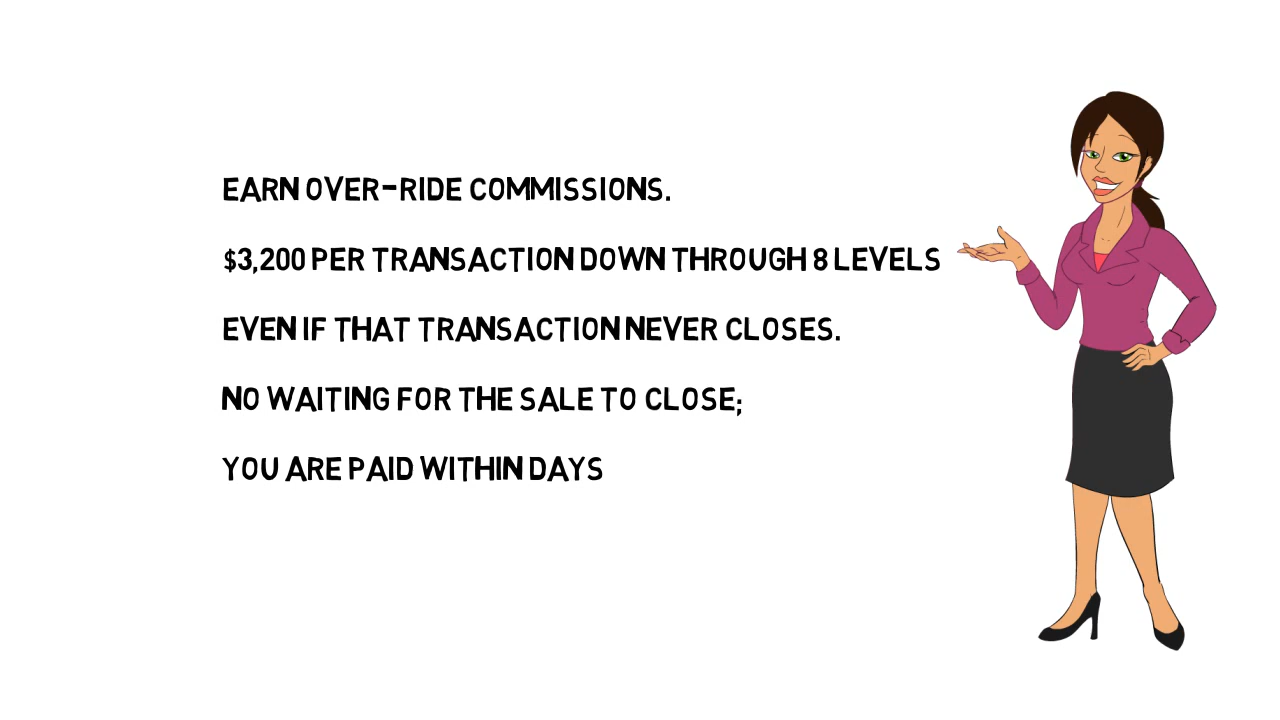 EARN OVER-RIDE COMMISSIONS.
$3,200 PER TRANSACTION DOWN THROUGH 8 LEVELS
EVEN IF THAT TRANSACTION NEVER CLOSES.
NO WAITING FOR THE SALE TO CLOSE;
YOU ARE PAID WITHIN DAYS